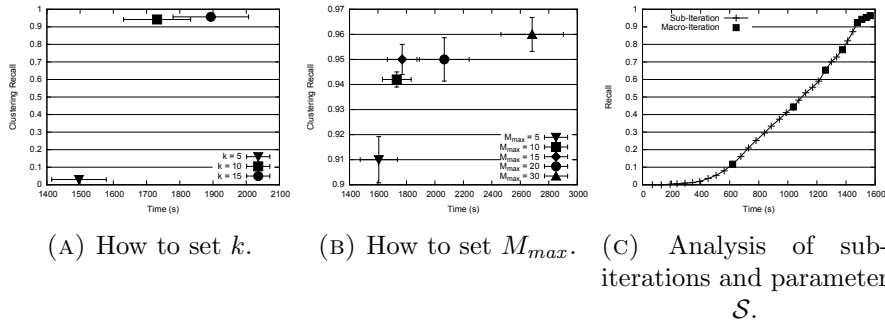 1
0.9
0.8
0.7
0.6
0.5
0.4
0.3
0.2
0.1
0
Clustering Recall
k = 5
k = 10
k = 15
1400 1500 1600 1700 1800 1900 2000 2100
Time (s)
(A) How to set k.
0.97
0.96
0.95
0.94
0.93
0.92
0.91
0.9
Clustering Recall
M_max = 5
M_max = 10
M_max = 15
M_max = 20
M_max = 30
1400 1600 1800 2000 2200 2400 2600 2800 3000
Time (s)
(B) How to set M_max.
1
0.9
0.8
0.7
0.6
0.5
0.4
0.3
0.2
0.1
0
Recall
Sub-Iteration
Macro-Iteration
0 200 400 600 800 1000 1200 1400 1600
Time (s)
(C) Analysis of sub-
iterations and parameter
S.